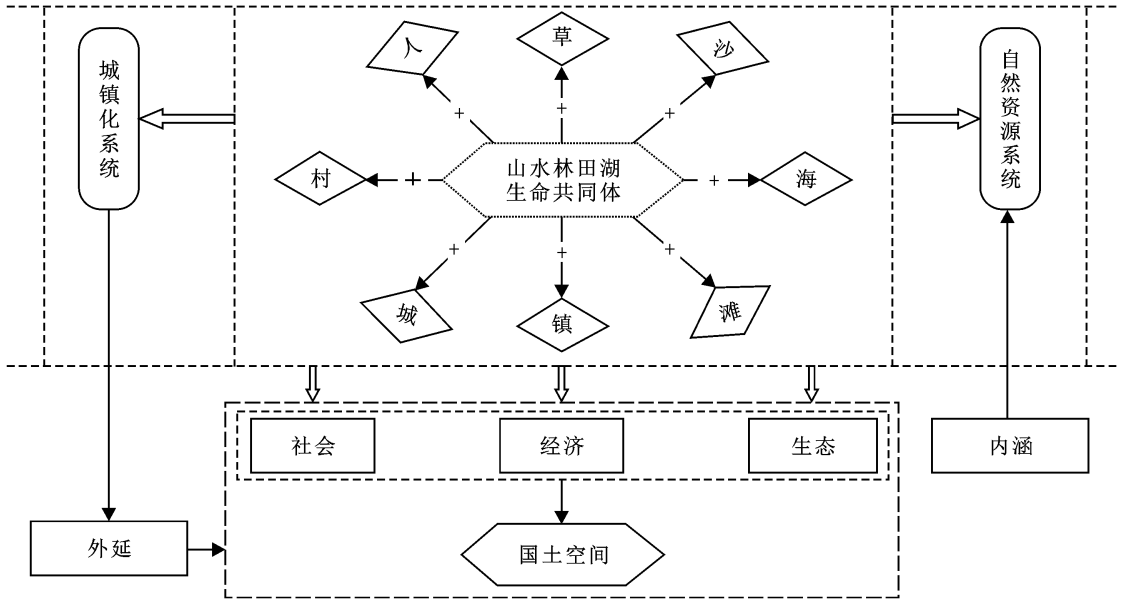 人
草
沙
城镇化系统
自然资源系统
+
+
+
山水林田湖
生命共同体
村
+
+
海
+
+
+
城
镇
滩
社会
经济
生态
内涵
外延
国土空间